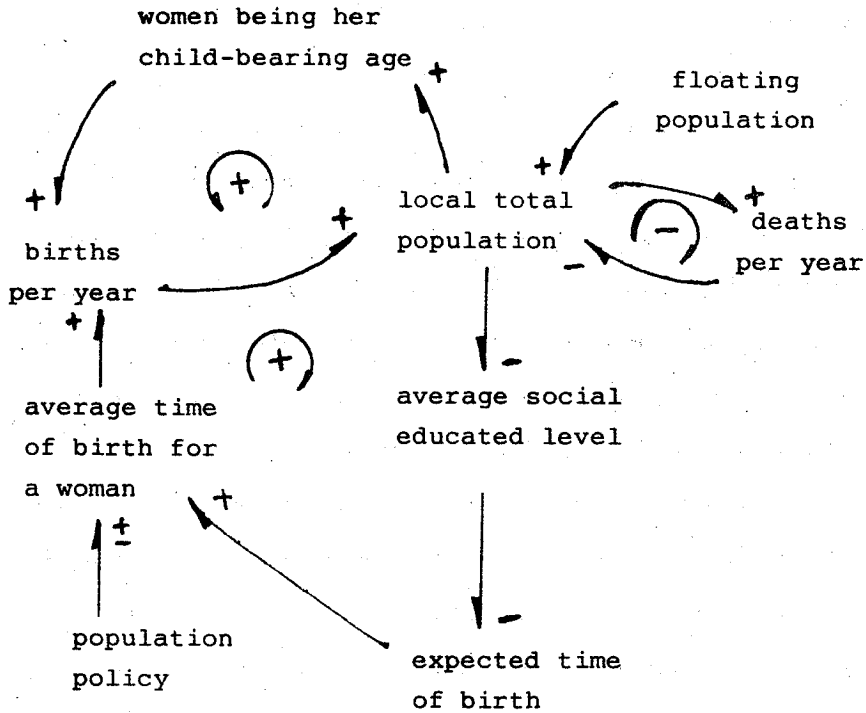 women being her
child-bearing age
+
floating
population
+
+
+
+
+
local total
population
-
deaths
per year
-
births
per year
+
+
-
average time
of birth for
a woman
average social
educated level
+
±
-
population
policy
expected time
of birth